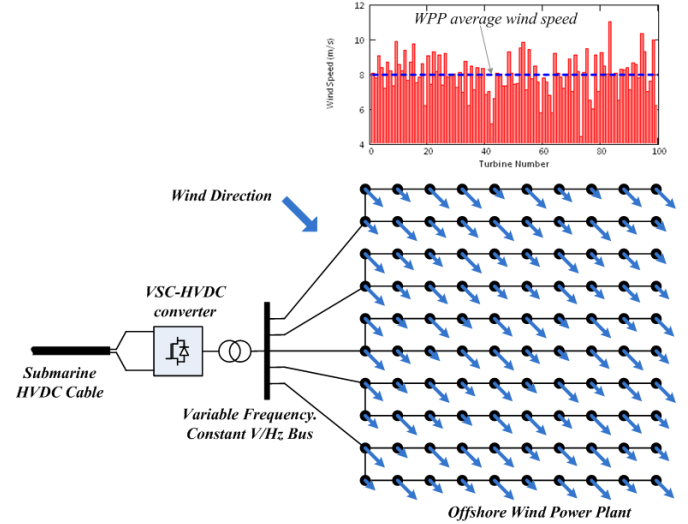 WPP average wind speed
12
10
8
6
4
Wind Speed (m/s)
0
20
40
60
80
100
Turbine Number
Wind Direction
VSC-HVDC
converter
Submarine
HVDC Cable
Variable Frequency.
Constant V/Hz Bus
Offshore Wind Power Plant